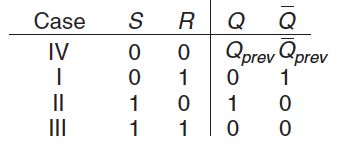 Case S R Q Q̅
IV 0 0 Qprev Q̅prev
I 0 1 0 1
II 1 0 1 0
III 1 1 0 0